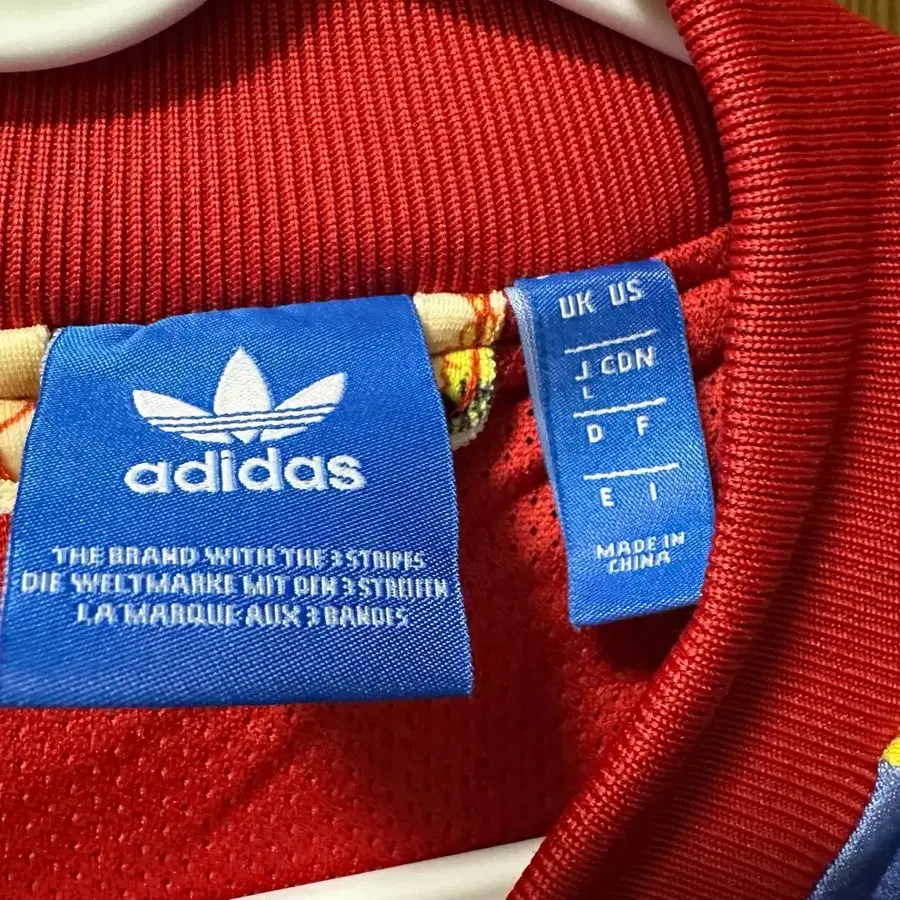 adidas
THE BRAND WITH THE 3 STRIPES
DIE WELTMARKE MIT DEN 3 STREIFEN
LA MARQUE AUX 3 BANDES
UK US
J CDN
L
D F
E I
MADE IN
CHINA